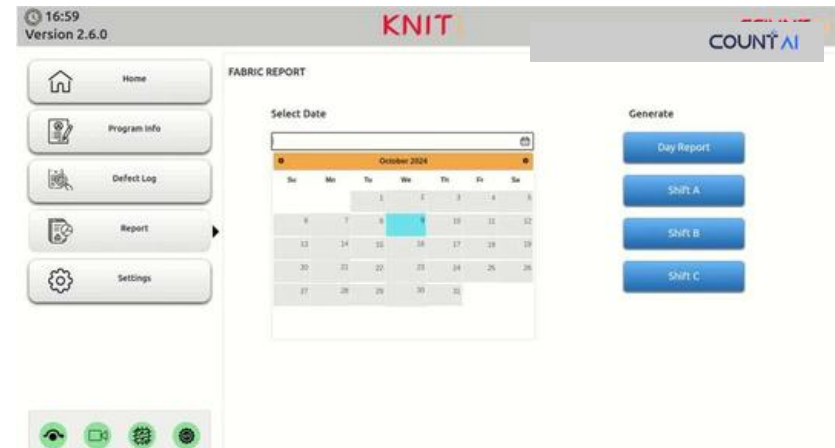 16:59
Version 2.6.0
KNIT
COUNT AI
Home
Program Info
Defect Log
Report
Settings
FABRIC REPORT
Select Date
October 2024
Su Mo Tu We Th Fr Sa
1 2 3 4 5
6 7 8 9 10 11 12
13 14 15 16 17 18 19
20 21 22 23 24 25 26
27 28 29 30 31
Generate
Day Report
Shift A
Shift B
Shift C